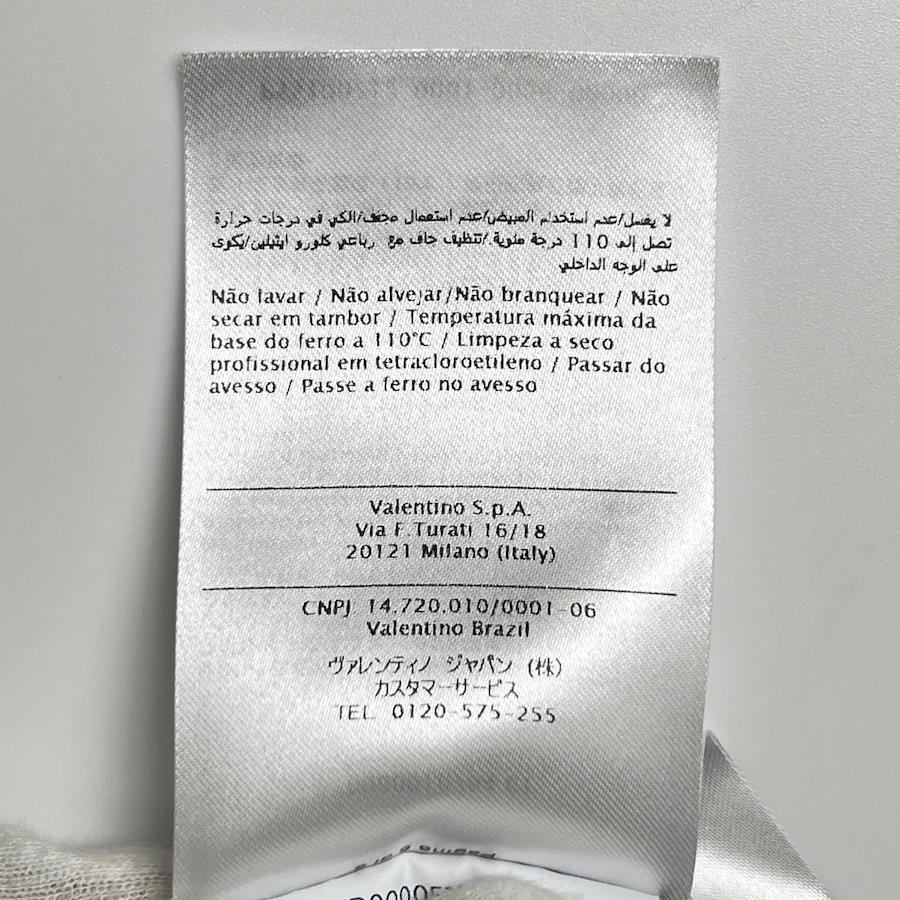 لا يغسل/عدم استخدام المبيض/عدم استعمال مجفف/الكي في درجات حرارة
تصل إلى 110 درجة مئوية/تنظيف جاف مع رباعي كلورو ايثيلين/يكوى
على الوجه الداخلي
Não lavar / Não alvejar/Não branquear / Não
secar em tambor / Temperatura máxima da
base do ferro a 110°C / Limpeza a seco
profissional em tetracloroetileno / Passar do
avesso / Passe a ferro no avesso
Valentino S.p.A.
Via F.Turati 16/18
20121 Milano (Italy)
CNPJ 14.720.010/0001-06
Valentino Brazil
ヴァレンティノ ジャパン (株)
カスタマーサービス
TEL 0120-575-255